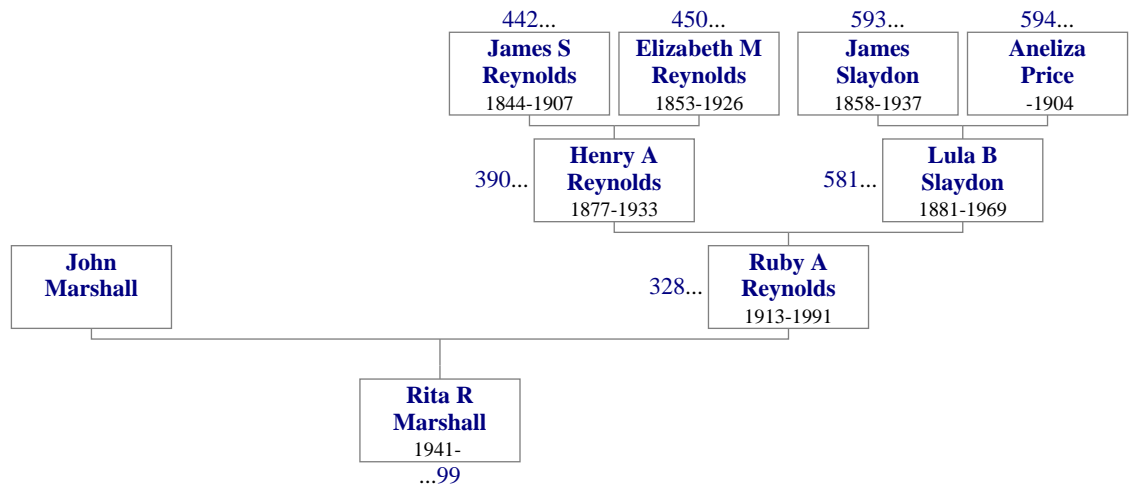 442...
450...
593...
594...
James S
Reynolds
1844-1907
Elizabeth M
Reynolds
1853-1926
James
Slaydon
1858-1937
Aneliza
Price
-1904
390...
Henry A
Reynolds
1877-1933
581...
Lula B
Slaydon
1881-1969
John
Marshall
328...
Ruby A
Reynolds
1913-1991
Rita R
Marshall
1941-
...99